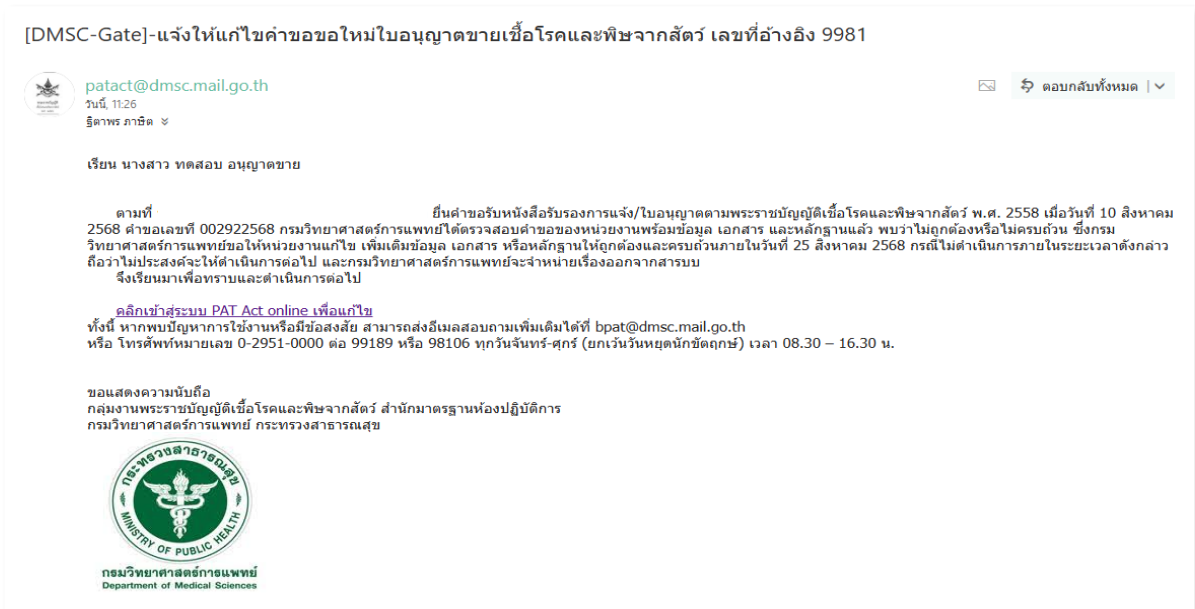 [DMSC-Gate]-แจ้งให้แก้ไขคำขอขอใหม่ใบอนุญาตขายเชื้อโรคและพิษจากสัตว์ เลขที่อ้างอิง 9981
patact@dmsc.mail.go.th
ตอบกลับทั้งหมด
วันนี้, 11:26
ฐิตาพร ภาษิต
เรียน นางสาว ทดสอบ อนุญาตขาย
ตามที่ ยื่นคำขอรับหนังสือรับรองการแจ้ง/ใบอนุญาตตามพระราชบัญญัติเชื้อโรคและพิษจากสัตว์ พ.ศ. 2558 เมื่อวันที่ 10 สิงหาคม
2568 คำขอเลขที่ 002922568 กรมวิทยาศาสตร์การแพทย์ได้ตรวจสอบคำขอของหน่วยงานพร้อมข้อมูล เอกสาร และหลักฐานแล้ว พบว่าไม่ถูกต้องหรือไม่ครบถ้วน ซึ่งกรม
วิทยาศาสตร์การแพทย์ขอให้หน่วยงานแก้ไข เพิ่มเติมข้อมูล เอกสาร หรือหลักฐานให้ถูกต้องและครบถ้วนภายในวันที่ 25 สิงหาคม 2568 กรณีไม่ดำเนินการภายในระยะเวลาดังกล่าว
ถือว่าไม่ประสงค์จะให้ดำเนินการต่อไป และกรมวิทยาศาสตร์การแพทย์จะจำหน่ายเรื่องออกจากสารบบ
จึงเรียนมาเพื่อทราบและดำเนินการต่อไป
คลิกเข้าสู่ระบบ PAT Act online เพื่อแก้ไข
ทั้งนี้ หากพบปัญหาการใช้งานหรือมีข้อสงสัย สามารถส่งอีเมลสอบถามเพิ่มเติมได้ที่ bpat@dmsc.mail.go.th
หรือ โทรศัพท์หมายเลข 0-2951-0000 ต่อ 99189 หรือ 98106 ทุกวันจันทร์-ศุกร์ (ยกเว้นวันหยุดนักขัตฤกษ์) เวลา 08.30 – 16.30 น.
ขอแสดงความนับถือ
กลุ่มงานพระราชบัญญัติเชื้อโรคและพิษจากสัตว์ สำนักมาตรฐานห้องปฏิบัติการ
กรมวิทยาศาสตร์การแพทย์ กระทรวงสาธารณสุข
กระทรวงสาธารณสุข
MINISTRY OF PUBLIC HEALTH
กรมวิทยาศาสตร์การแพทย์
Department of Medical Sciences